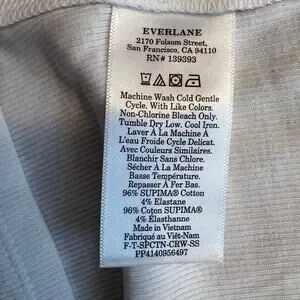 EVERLANE
2170 Folsom Street,
San Francisco, CA 94110
RN# 139393
Machine Wash Cold Gentle
Cycle. With Like Colors.
Non-Chlorine Bleach Only.
Tumble Dry Low. Cool Iron.
Laver À La Machine À
L'eau Froide Cycle Delicat.
Avec Couleurs Similaires.
Blanchir Sans Chlore.
Sécher À La Machine
Basse Température.
Repasser À Fer Bas.
96% SUPIMA® Cotton
4% Elastane
96% Coton SUPIMA®
4% Élasthanne
Made in Vietnam
Fabriqué au Viêt-Nam
F-T-SPCTN-CRW-SS
PP4140956497